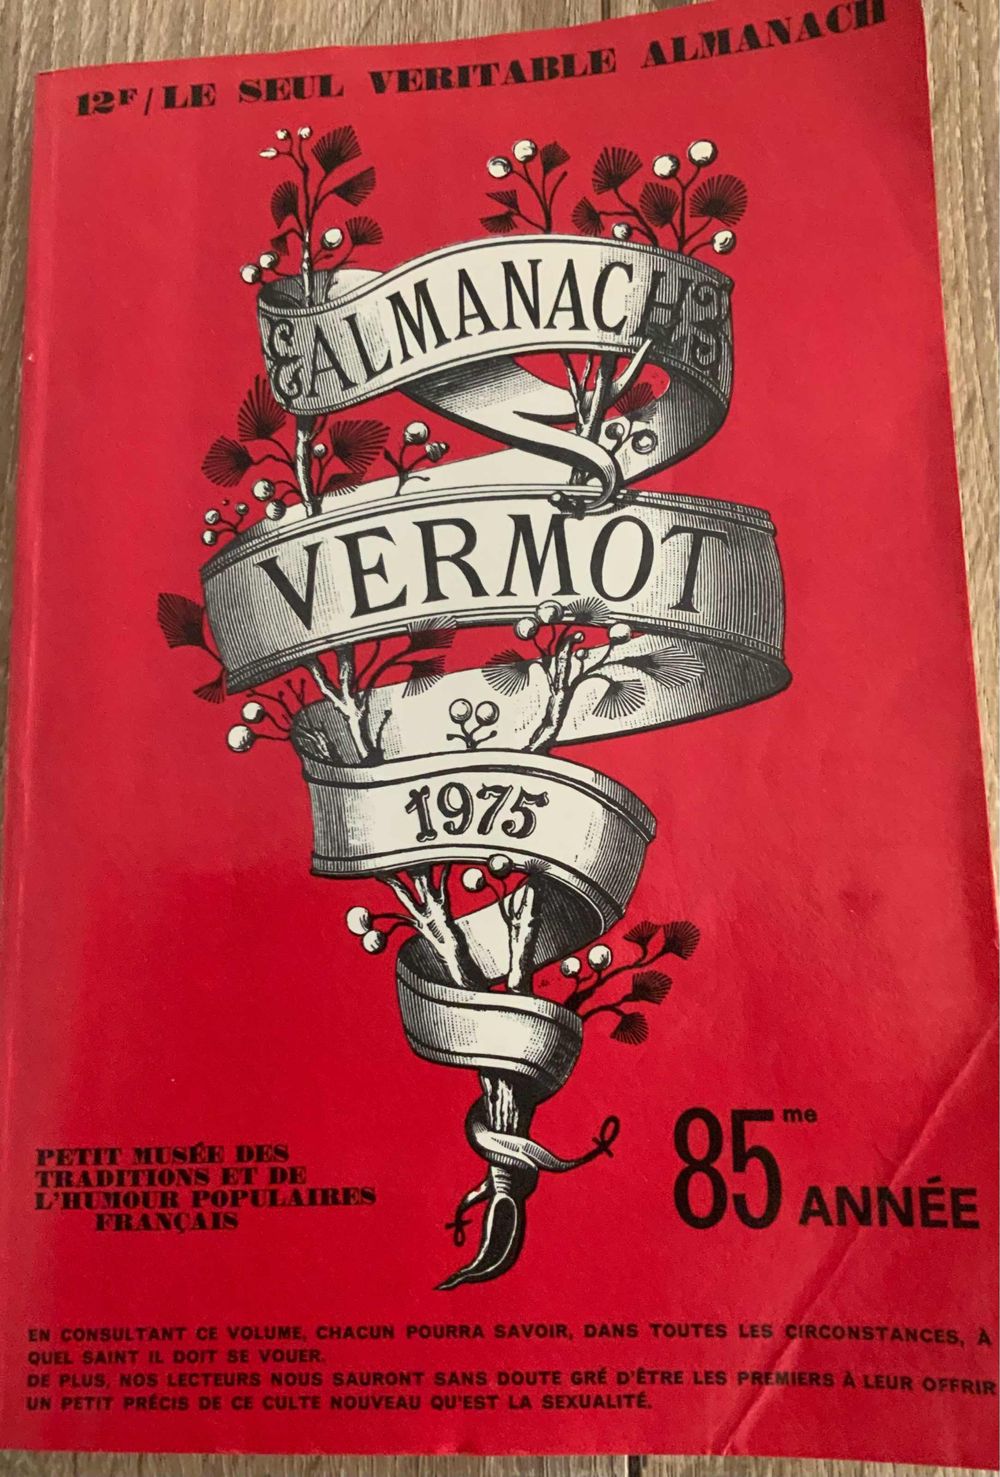 12F/LE SEUL VERITABLE ALMANACH
ALMANACH
VERMOT
1975
85me ANNÉE
PETIT MUSÉE DES
TRADITIONS ET DE
L'HUMOUR POPULAIRES
FRANÇAIS
EN CONSULTANT CE VOLUME, CHACUN POURRA SAVOIR, DANS TOUTES LES CIRCONSTANCES, À
QUEL SAINT IL DOIT SE VOUER.
DE PLUS, NOS LECTEURS NOUS SAURONT SANS DOUTE GRÉ D'ÊTRE LES PREMIERS À LEUR OFFRIR
UN PETIT PRÉCIS DE CE CULTE NOUVEAU QU'EST LA SEXUALITÉ.